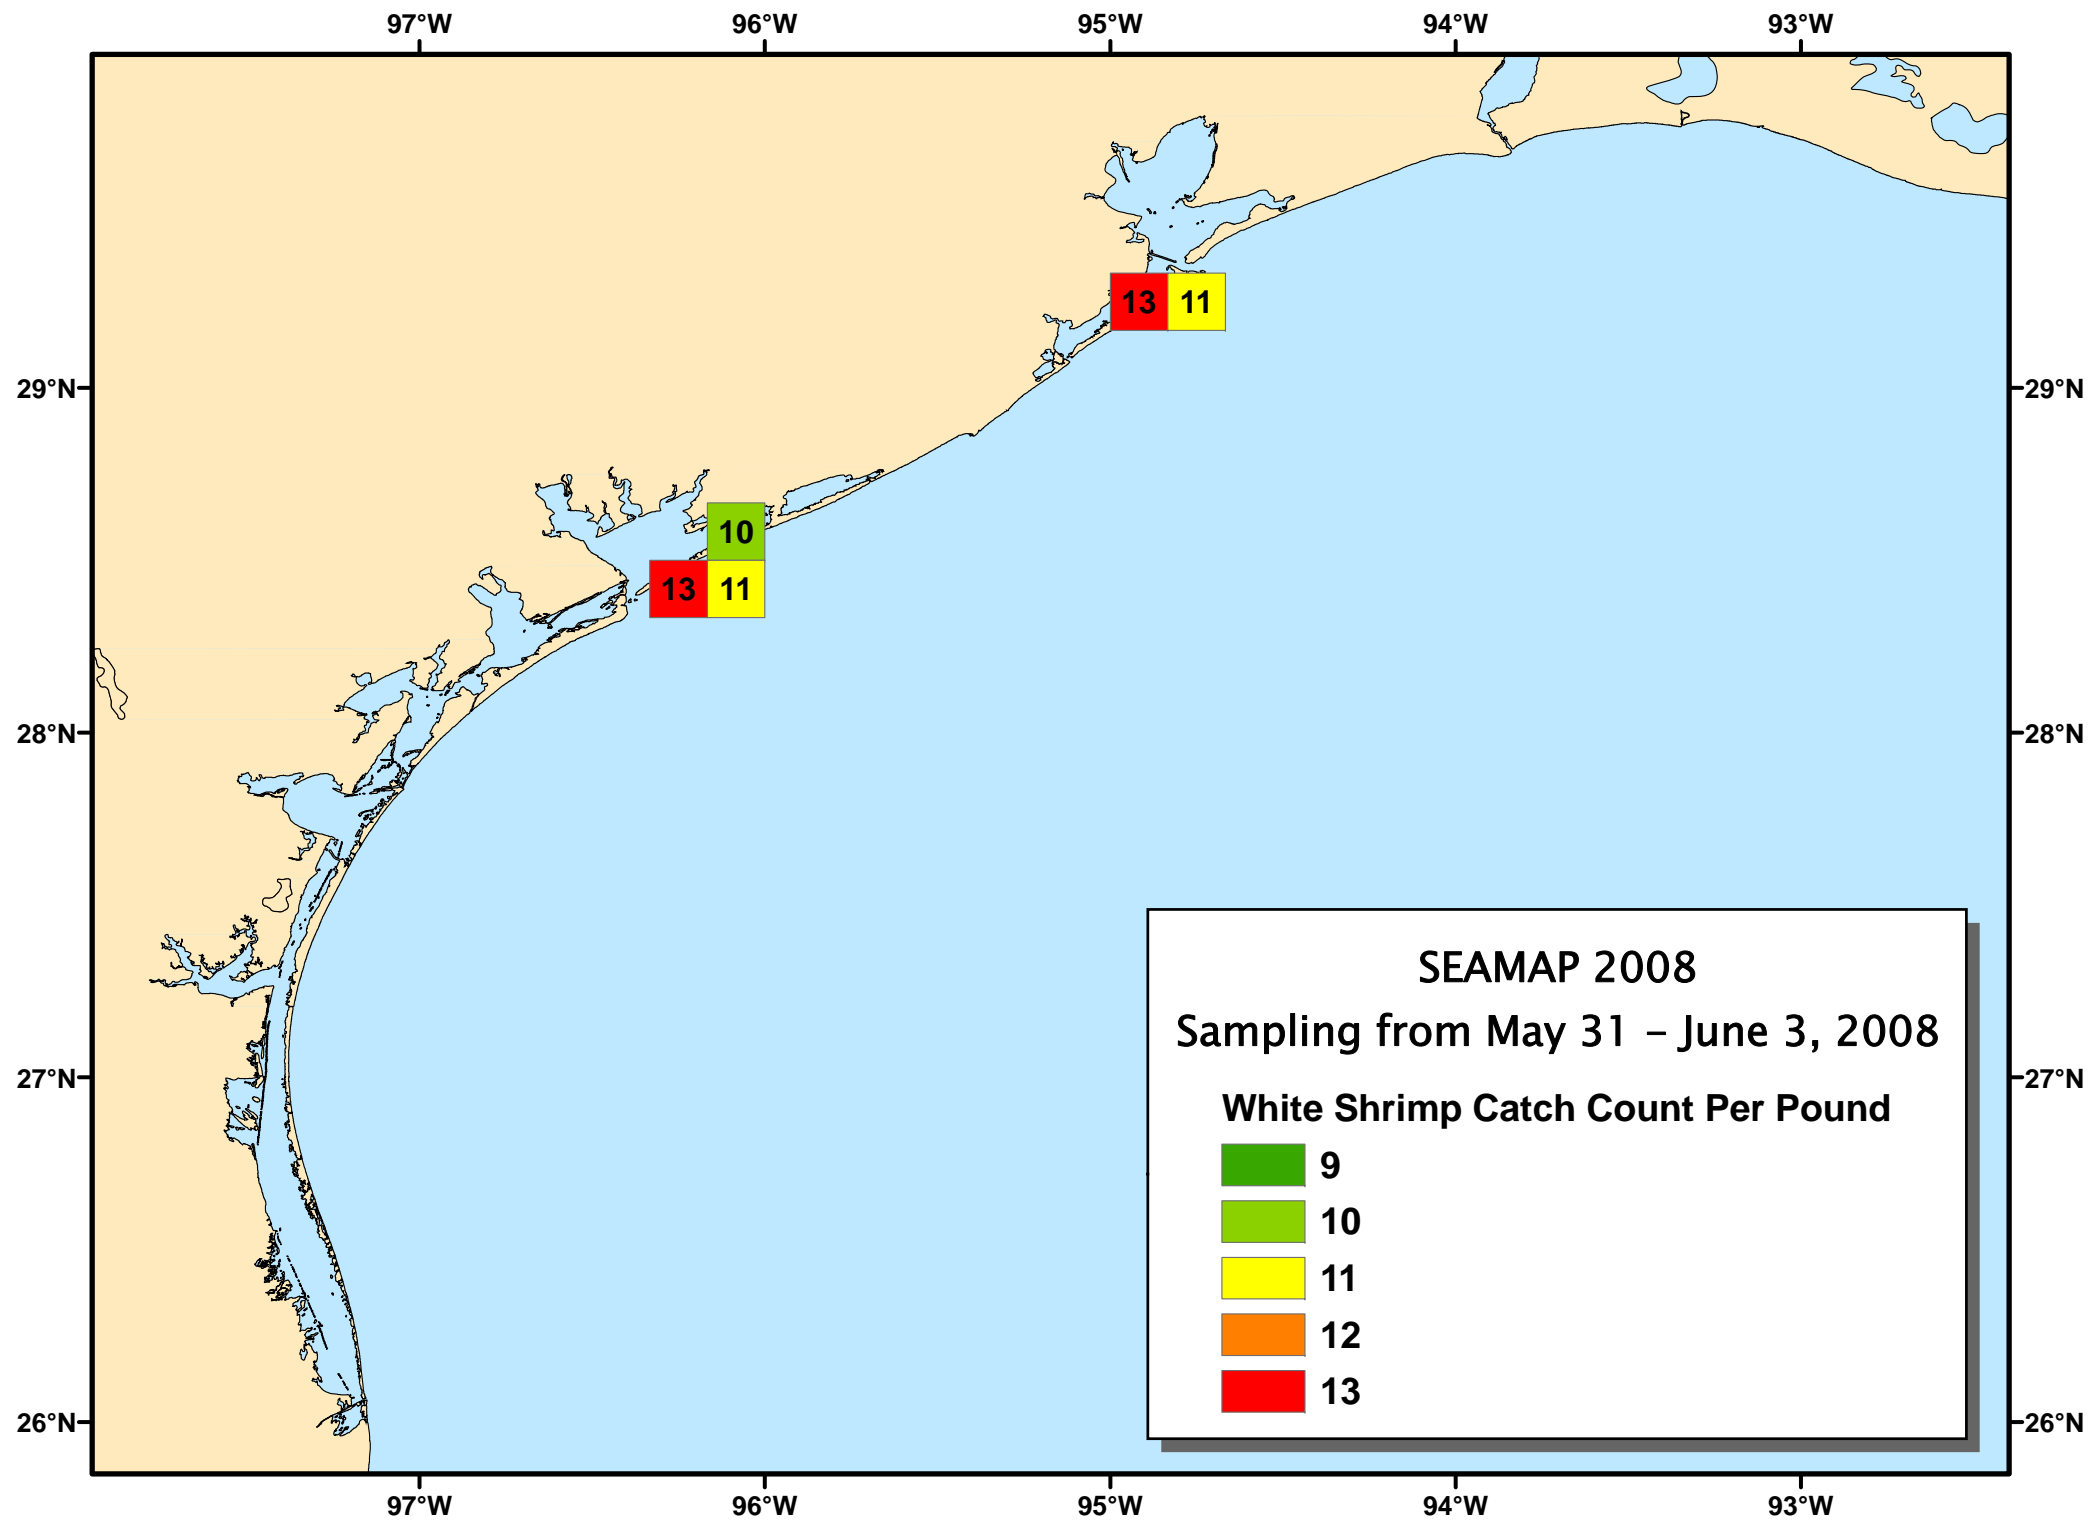 97°W 96°W 95°W 94°W 93°W
13 11
29°N 29°N
10
13 11
28°N 28°N
SEAMAP 2008
Sampling from May 31 – June 3, 2008
27°N 27°N
White Shrimp Catch Count Per Pound
9
10
11
12
13
26°N 26°N
97°W 96°W 95°W 94°W 93°W